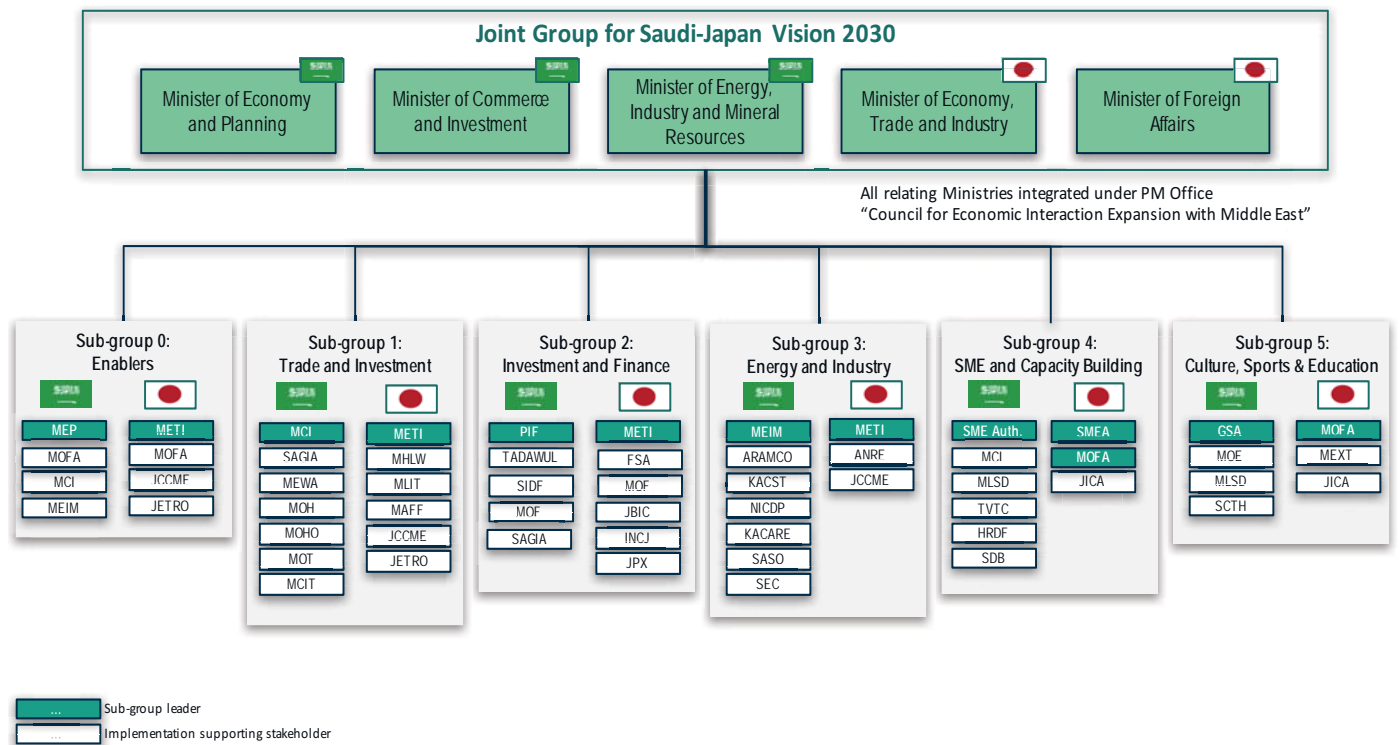 Joint Group for Saudi-Japan Vision 2030
Minister of Economy
and Planning
Minister of Commerce
and Investment
Minister of Energy,
Industry and Mineral
Resources
Minister of Economy,
Trade and Industry
Minister of Foreign
Affairs
All relating Ministries integrated under PM Office
“Council for Economic Interaction Expansion with Middle East”
Sub-group 0:
Enablers
MEP
MOFA
MCI
MEIM
METI
MOFA
JCCME
JETRO
Sub-group 1:
Trade and Investment
MCI
SAGIA
MEWA
MOH
MOHO
MOT
MCIT
METI
MHLW
MLIT
MAFF
JCCME
JETRO
Sub-group 2:
Investment and Finance
PIF
TADAWUL
SIDF
MOF
SAGIA
METI
FSA
MOF
JBIC
INCJ
JPX
Sub-group 3:
Energy and Industry
MEIM
ARAMCO
KACST
NICDP
KACARE
SASO
SEC
METI
ANRE
JCCME
Sub-group 4:
SME and Capacity Building
SME Auth.
MCI
MLSD
TVTC
HRDF
SDB
SMEA
MOFA
JICA
Sub-group 5:
Culture, Sports & Education
GSA
MOE
MLSD
SCTH
MOFA
MEXT
JICA
... Sub-group leader
... Implementation supporting stakeholder